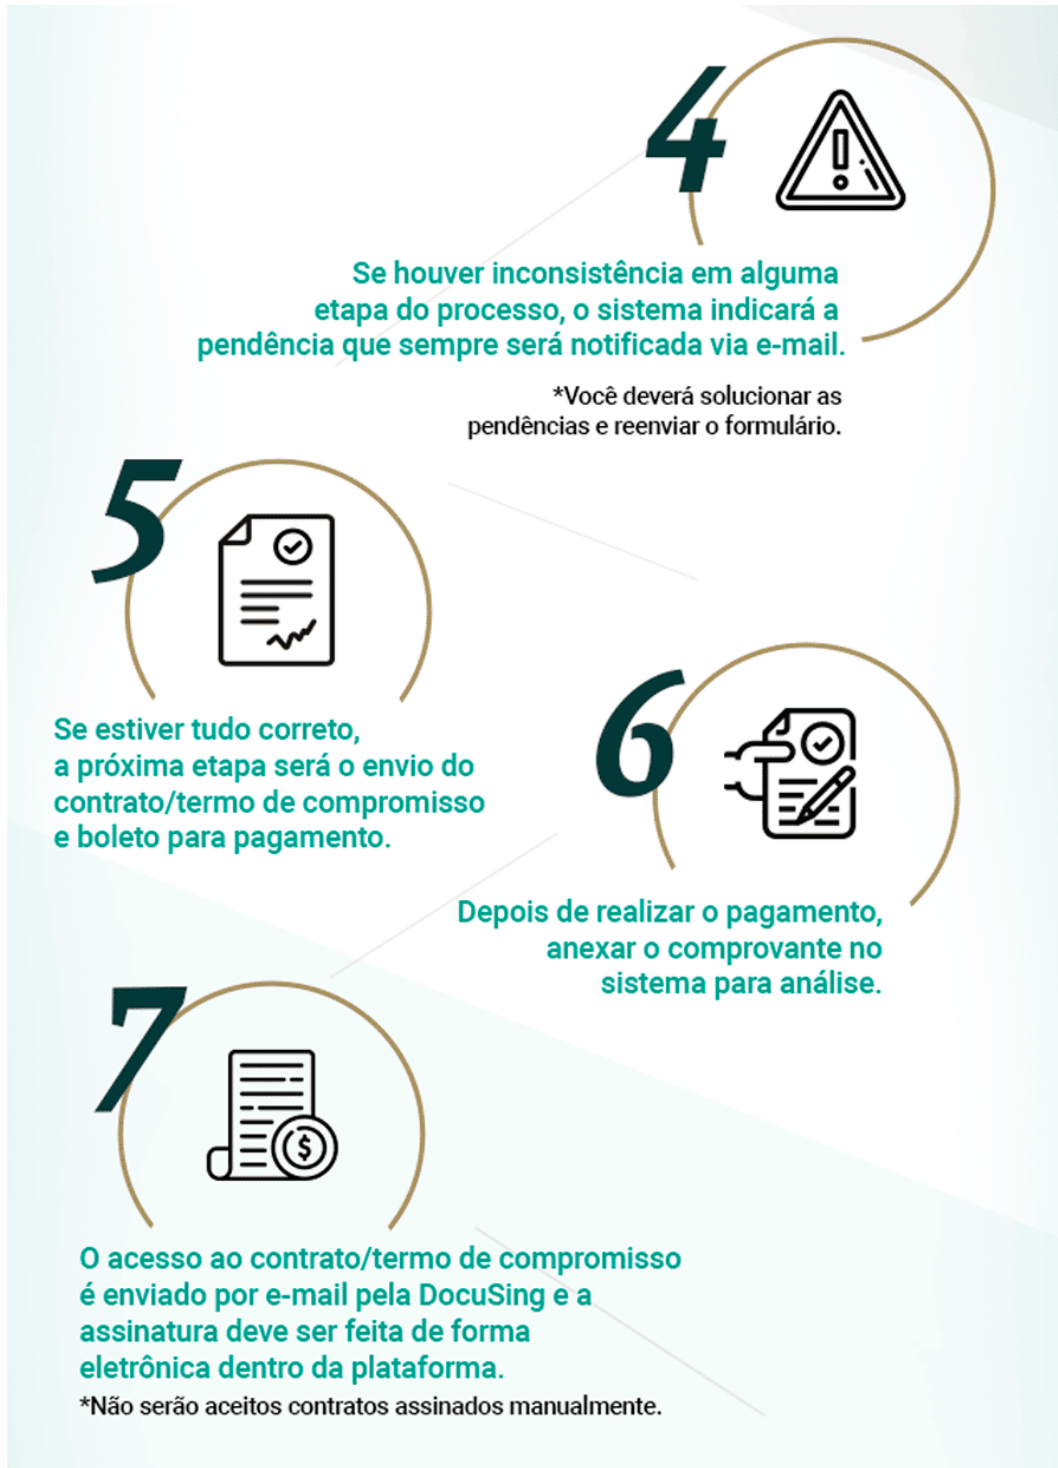 4
Se houver inconsistência em alguma
etapa do processo, o sistema indicará a
pendência que sempre será notificada via e-mail.
*Você deverá solucionar as
pendências e reenviar o formulário.
5
Se estiver tudo correto,
a próxima etapa será o envio do
contrato/termo de compromisso
e boleto para pagamento.
6
Depois de realizar o pagamento,
anexar o comprovante no
sistema para análise.
7
$
O acesso ao contrato/termo de compromisso
é enviado por e-mail pela DocuSing e a
assinatura deve ser feita de forma
eletrônica dentro da plataforma.
*Não serão aceitos contratos assinados manualmente.